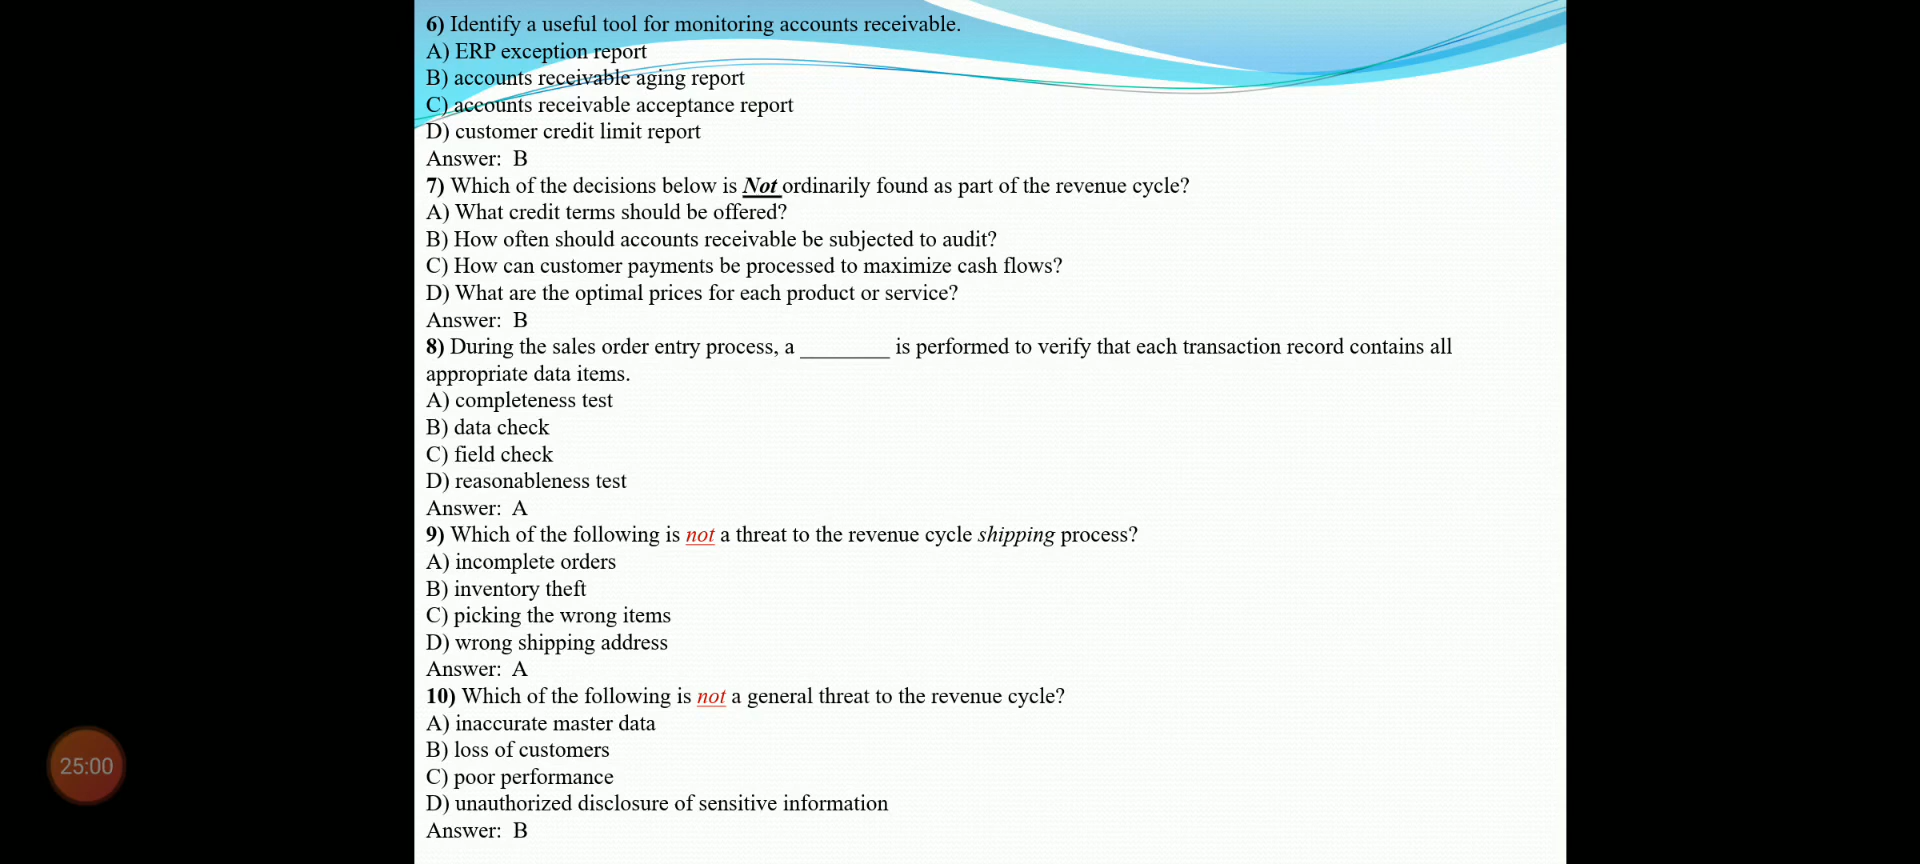 6) Identify a useful tool for monitoring accounts receivable.
A) ERP exception report
B) accounts receivable aging report
C) accounts receivable acceptance report
D) customer credit limit report
Answer: B
7) Which of the decisions below is Not ordinarily found as part of the revenue cycle?
A) What credit terms should be offered?
B) How often should accounts receivable be subjected to audit?
C) How can customer payments be processed to maximize cash flows?
D) What are the optimal prices for each product or service?
Answer: B
8) During the sales order entry process, a ________ is performed to verify that each transaction record contains all
appropriate data items.
A) completeness test
B) data check
C) field check
D) reasonableness test
Answer: A
9) Which of the following is not a threat to the revenue cycle shipping process?
A) incomplete orders
B) inventory theft
C) picking the wrong items
D) wrong shipping address
Answer: A
10) Which of the following is not a general threat to the revenue cycle?
A) inaccurate master data
B) loss of customers
C) poor performance
D) unauthorized disclosure of sensitive information
Answer: B
25:00